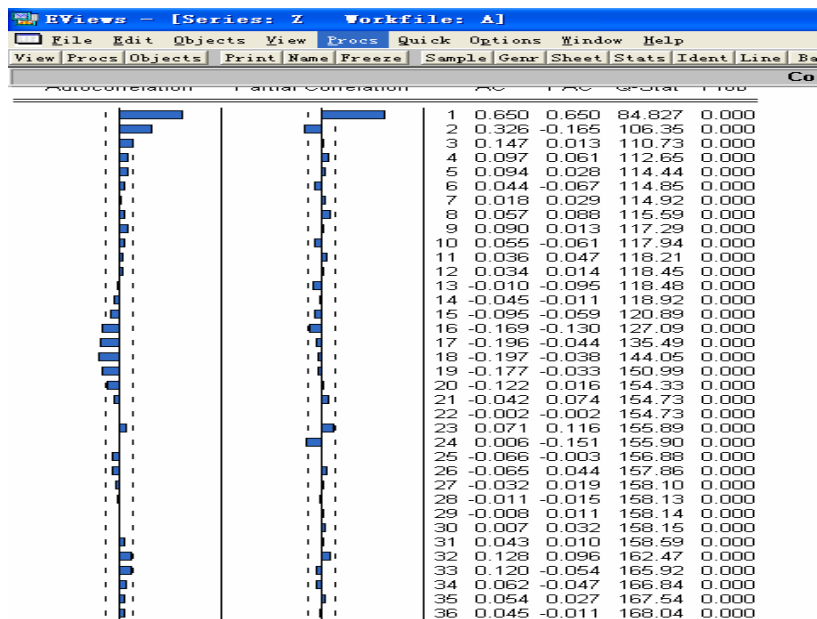 EViews - [Series: Z Workfile: A]
File Edit Objects View Procs Quick Options Window Help
View Procs Objects Print Name Freeze Sample Genr Sheet Stats Ident Line Ba
Co
Autocorrelation Partial Correlation AC PAC Q-Stat Prob
1 0.650 0.650 84.827 0.000
2 0.326 -0.165 106.35 0.000
3 0.147 0.013 110.73 0.000
4 0.097 0.061 112.65 0.000
5 0.094 0.028 114.44 0.000
6 0.044 -0.067 114.85 0.000
7 0.018 0.029 114.92 0.000
8 0.057 0.088 115.59 0.000
9 0.090 0.013 117.29 0.000
10 0.055 -0.061 117.94 0.000
11 0.036 0.047 118.21 0.000
12 0.034 0.014 118.45 0.000
13 -0.010 -0.095 118.48 0.000
14 -0.045 -0.011 118.92 0.000
15 -0.095 -0.059 120.89 0.000
16 -0.169 -0.130 127.09 0.000
17 -0.196 -0.044 135.49 0.000
18 -0.197 -0.038 144.05 0.000
19 -0.177 -0.033 150.99 0.000
20 -0.122 0.016 154.33 0.000
21 -0.042 0.074 154.73 0.000
22 -0.002 -0.002 154.73 0.000
23 0.071 0.116 155.89 0.000
24 0.006 -0.151 155.90 0.000
25 -0.066 -0.003 156.88 0.000
26 -0.065 0.044 157.86 0.000
27 -0.032 0.019 158.10 0.000
28 -0.011 -0.015 158.13 0.000
29 -0.008 0.011 158.14 0.000
30 0.007 0.032 158.15 0.000
31 0.043 0.010 158.59 0.000
32 0.128 0.096 162.47 0.000
33 0.120 -0.054 165.92 0.000
34 0.062 -0.047 166.84 0.000
35 0.054 0.027 167.54 0.000
36 0.045 -0.011 168.04 0.000